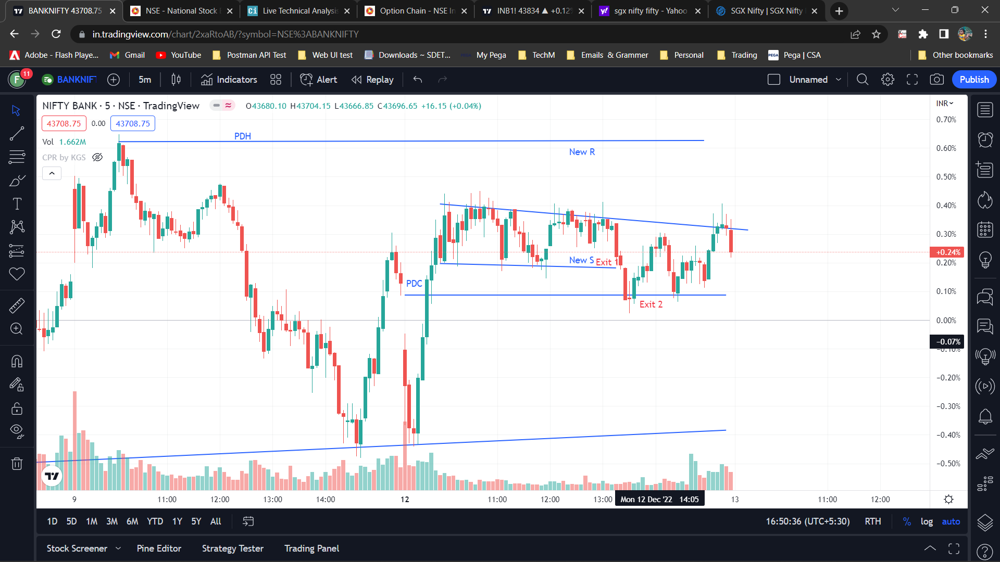 BANKNIFTY 43708.75
NSE - National Stock E
Live Technical Analysis
Option Chain - NSE In
INB1! 43834 ▲ +0.12%
sgx nifty fifty - Yahoo
SGX Nifty | SGX Nifty
in.tradingview.com/chart/2xaRtoAB/?symbol=NSE%3ABANKNIFTY
Adobe - Flash Playe... Gmail YouTube Postman API Test Web UI test Downloads ~ SDET... PEGA My Pega TechM Emails & Grammer Personal Trading PEGA Pega | CSA Other bookmarks
F 11 BANKNIFT 5m Indicators Alert Replay Unnamed Publish
NIFTY BANK · 5 · NSE · TradingView O43680.10 H43704.15 L43666.85 C43696.65 +16.15 (+0.04%) INR
43708.75 0.00 43708.75
Vol 1.662M
CPR by KGS
PDH
New R
New S Exit 1
PDC
Exit 2
0.70%
0.60%
0.50%
0.40%
0.30%
+0.24%
0.20%
0.10%
0.00%
−0.07%
−0.10%
−0.20%
−0.30%
−0.40%
−0.50%
9 11:00 12:00 13:00 14:00 12 11:00 12:00 13:00 Mon 12 Dec '22 14:05 13 11:00 12:00
1D 5D 1M 3M 6M YTD 1Y 5Y All 16:50:36 (UTC+5:30) RTH % log auto
Stock Screener Pine Editor Strategy Tester Trading Panel